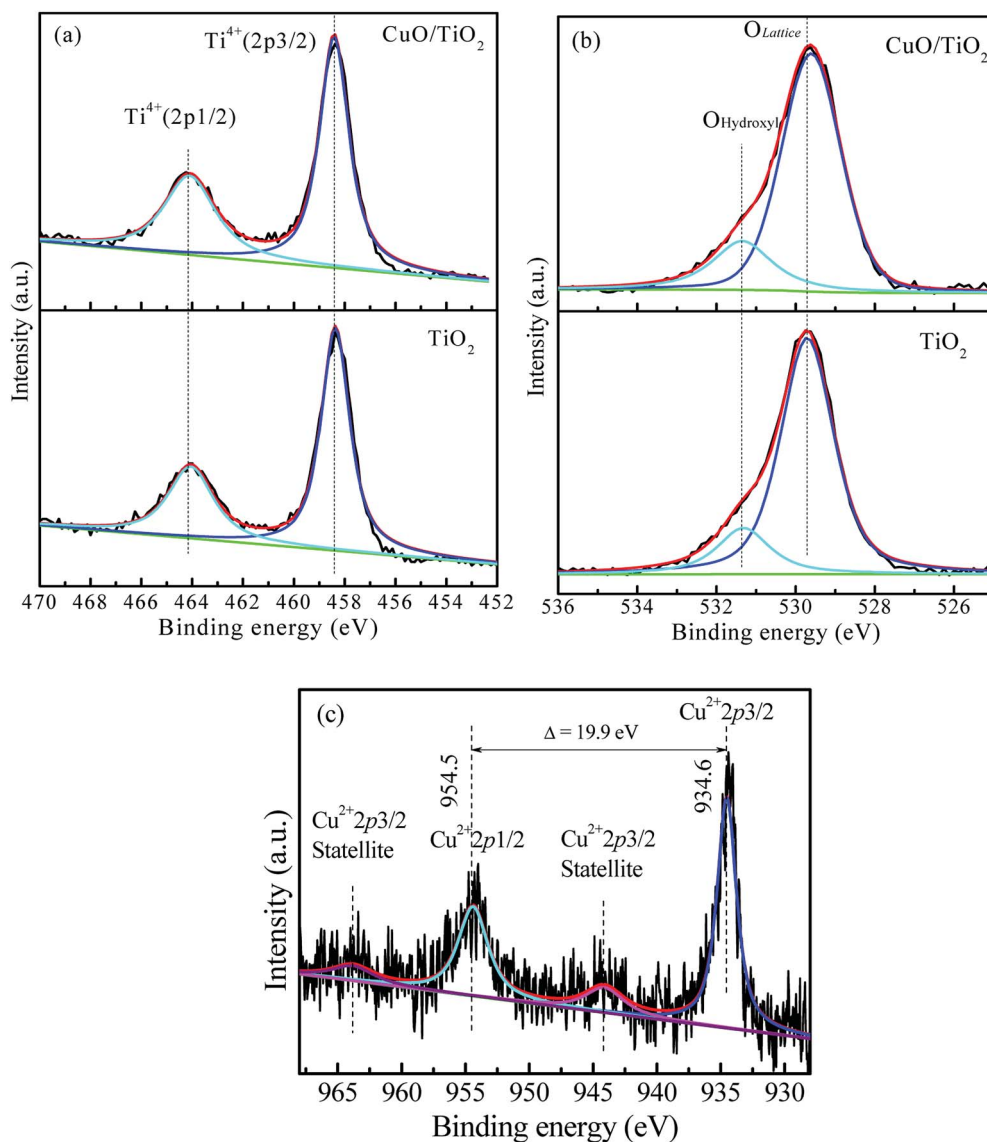 (a)
Ti⁴⁺(2p3/2)
CuO/TiO₂
Ti⁴⁺(2p1/2)
TiO₂
Intensity (a.u.)
470 468 466 464 462 460 458 456 454 452
Binding energy (eV)
(b)
O Lattice
CuO/TiO₂
O Hydroxyl
TiO₂
Intensity (a.u.)
536 534 532 530 528 526
Binding energy (eV)
(c)
Cu²⁺2p3/2
Δ = 19.9 eV
954.5
934.6
Cu²⁺2p3/2
Statellite
Cu²⁺2p1/2
Cu²⁺2p3/2
Statellite
Intensity (a.u.)
965 960 955 950 945 940 935 930
Binding energy (eV)